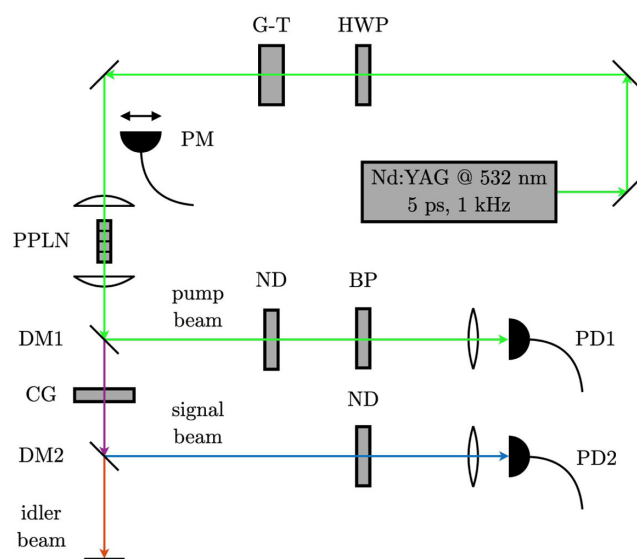 G-T
HWP
PM
Nd:YAG @ 532 nm
5 ps, 1 kHz
PPLN
pump
beam
ND
BP
DM1
PD1
CG
signal
beam
ND
DM2
PD2
idler
beam